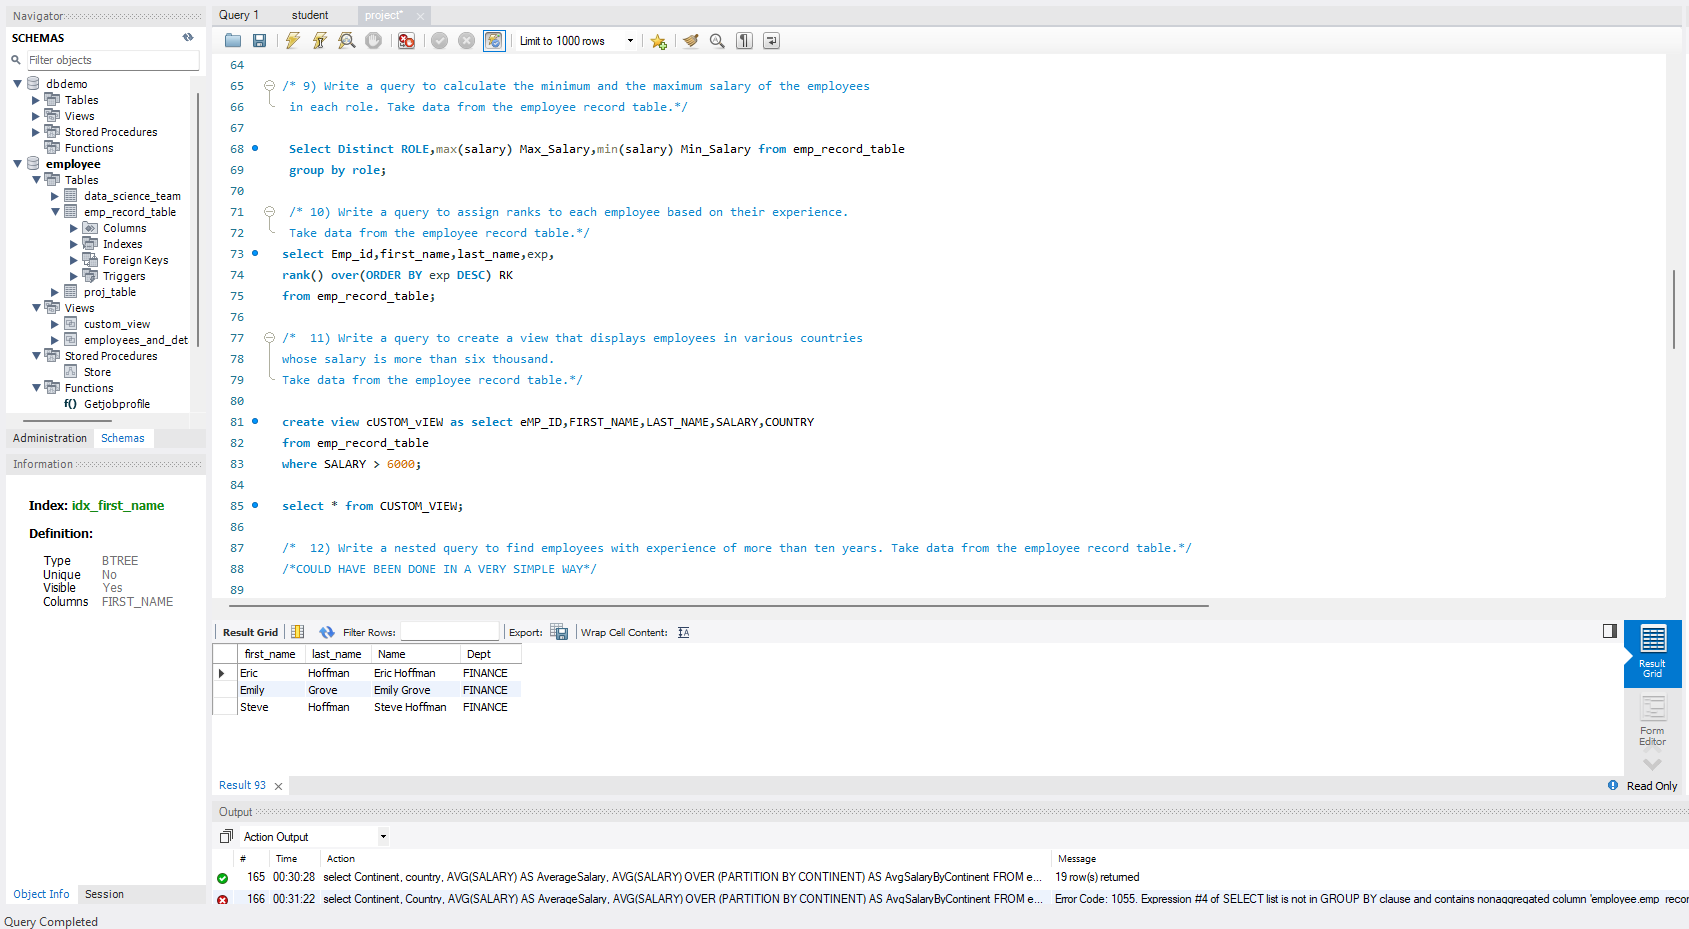 Navigator
SCHEMAS
Filter objects
dbdemo
Tables
Views
Stored Procedures
Functions
employee
Tables
data_science_team
emp_record_table
Columns
Indexes
Foreign Keys
Triggers
proj_table
Views
custom_view
employees_and_det
Stored Procedures
Store
Functions
f() Getjobprofile
Administration Schemas
Information
Index: idx_first_name
Definition:
Type BTREE
Unique No
Visible Yes
Columns FIRST_NAME
Object Info Session
Query Completed
Query 1 student project*
Limit to 1000 rows
64
65 /* 9) Write a query to calculate the minimum and the maximum salary of the employees
66 in each role. Take data from the employee record table.*/
67
68 Select Distinct ROLE,max(salary) Max_Salary,min(salary) Min_Salary from emp_record_table
69 group by role;
70
71 /* 10) Write a query to assign ranks to each employee based on their experience.
72 Take data from the employee record table.*/
73 select Emp_id,first_name,last_name,exp,
74 rank() over(ORDER BY exp DESC) RK
75 from emp_record_table;
76
77 /*  11) Write a query to create a view that displays employees in various countries
78 whose salary is more than six thousand.
79 Take data from the employee record table.*/
80
81 create view cUSTOM_vIEW as select eMP_ID,FIRST_NAME,LAST_NAME,SALARY,COUNTRY
82 from emp_record_table
83 where SALARY > 6000;
84
85 select * from CUSTOM_VIEW;
86
87 /*  12) Write a nested query to find employees with experience of more than ten years. Take data from the employee record table.*/
88 /*COULD HAVE BEEN DONE IN A VERY SIMPLE WAY*/
89
Result Grid Filter Rows: Export: Wrap Cell Content:
first_name last_name Name Dept
Eric Hoffman Eric Hoffman FINANCE
Emily Grove Emily Grove FINANCE
Steve Hoffman Steve Hoffman FINANCE
Result Grid
Form Editor
Result 93
Read Only
Output
Action Output
# Time Action Message
165 00:30:28 select Continent, country, AVG(SALARY) AS AverageSalary, AVG(SALARY) OVER (PARTITION BY CONTINENT) AS AvgSalaryByContinent FROM e... 19 row(s) returned
166 00:31:22 select Continent, Country, AVG(SALARY) AS AverageSalary, AVG(SALARY) OVER (PARTITION BY CONTINENT) AS AvgSalaryByContinent FROM e... Error Code: 1055. Expression #4 of SELECT list is not in GROUP BY clause and contains nonaggregated column 'employee.emp_recor